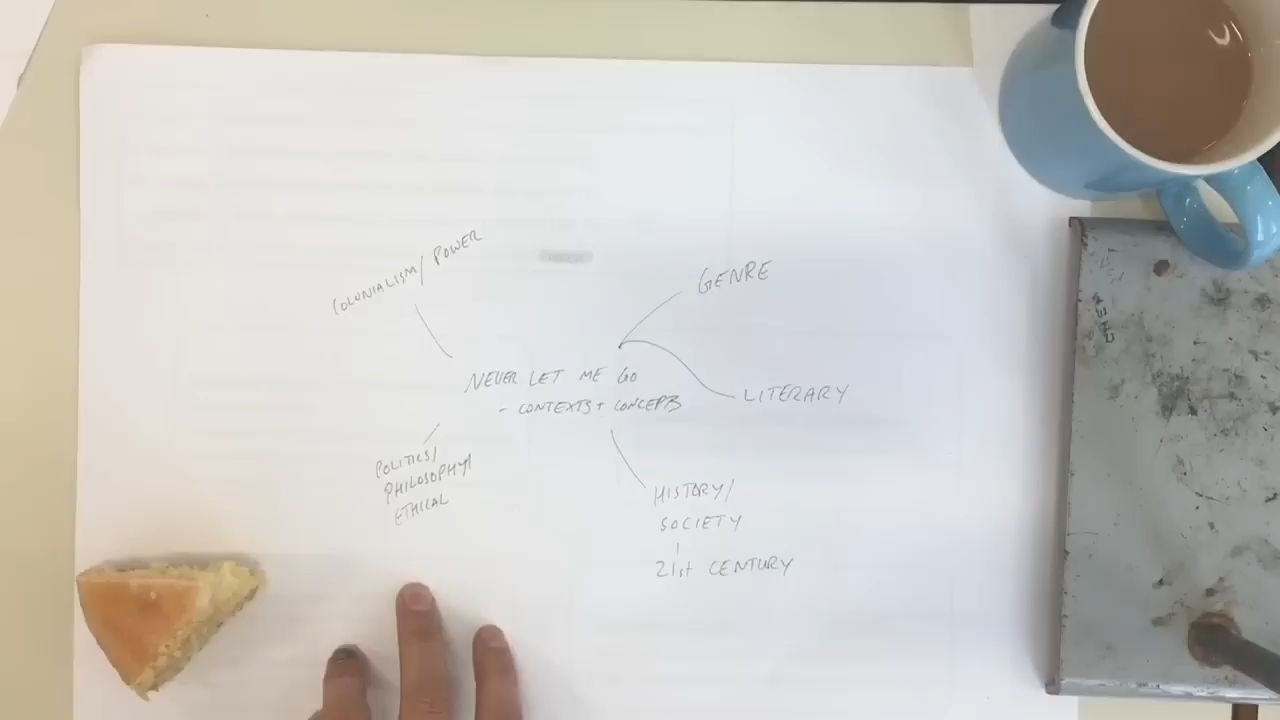 COLONIALISM/ POWER
GENRE
NEVER LET ME GO
- CONTEXTS + CONCEPTS
LITERARY
POLITICS/
PHILOSOPHY/
ETHICAL
HISTORY/
SOCIETY
21st CENTURY